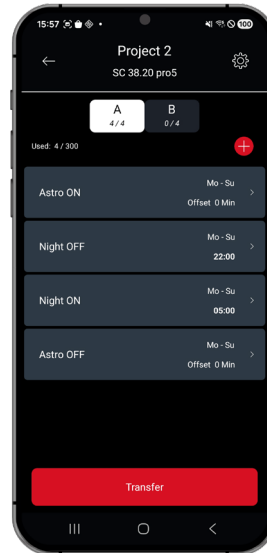 15:57
100
Project 2
SC 38.20 pro5
A
4 / 4
B
0 / 4
Used: 4 / 300
Astro ON
Mo - Su
Offset 0 Min
Night OFF
Mo - Su
22:00
Night ON
Mo - Su
05:00
Astro OFF
Mo - Su
Offset 0 Min
Transfer